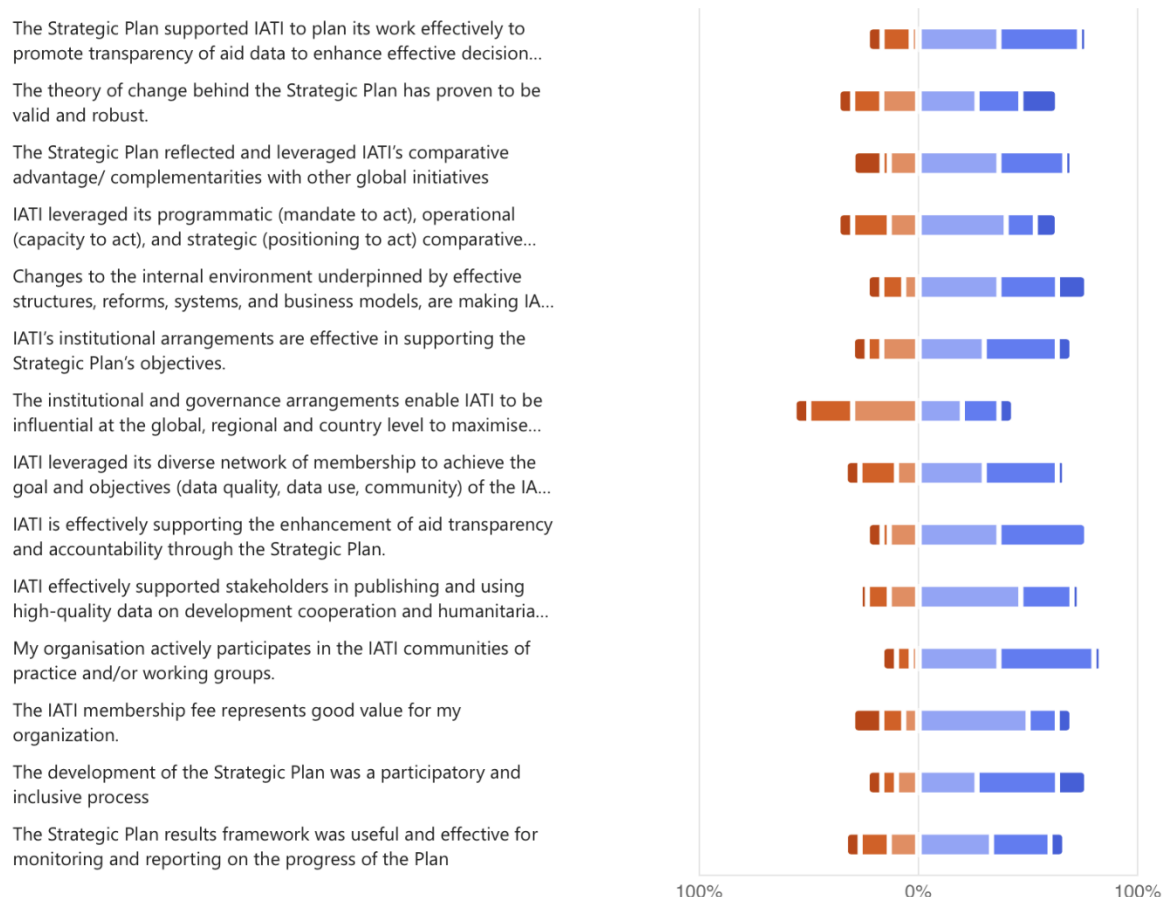 The Strategic Plan supported IATI to plan its work effectively to
promote transparency of aid data to enhance effective decision...
The theory of change behind the Strategic Plan has proven to be
valid and robust.
The Strategic Plan reflected and leveraged IATI’s comparative
advantage/ complementarities with other global initiatives
IATI leveraged its programmatic (mandate to act), operational
(capacity to act), and strategic (positioning to act) comparative...
Changes to the internal environment underpinned by effective
structures, reforms, systems, and business models, are making IA...
IATI’s institutional arrangements are effective in supporting the
Strategic Plan’s objectives.
The institutional and governance arrangements enable IATI to be
influential at the global, regional and country level to maximise...
IATI leveraged its diverse network of membership to achieve the
goal and objectives (data quality, data use, community) of the IA...
IATI is effectively supporting the enhancement of aid transparency
and accountability through the Strategic Plan.
IATI effectively supported stakeholders in publishing and using
high-quality data on development cooperation and humanitaria...
My organisation actively participates in the IATI communities of
practice and/or working groups.
The IATI membership fee represents good value for my
organization.
The development of the Strategic Plan was a participatory and
inclusive process
The Strategic Plan results framework was useful and effective for
monitoring and reporting on the progress of the Plan
100% 0% 100%